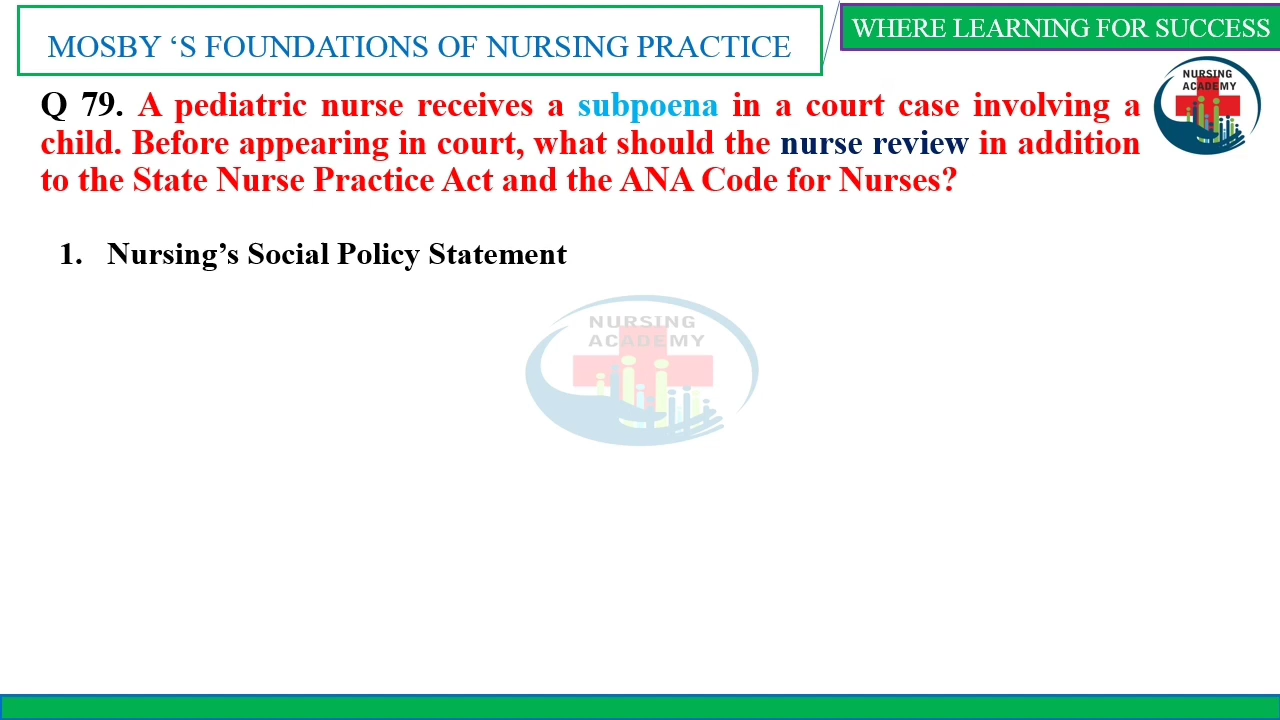 MOSBY ‘S FOUNDATIONS OF NURSING PRACTICE
WHERE LEARNING FOR SUCCESS
NURSING
ACADEMY
Q 79. A pediatric nurse receives a subpoena in a court case involving a
child. Before appearing in court, what should the nurse review in addition
to the State Nurse Practice Act and the ANA Code for Nurses?
1. Nursing’s Social Policy Statement
NURSING
ACADEMY